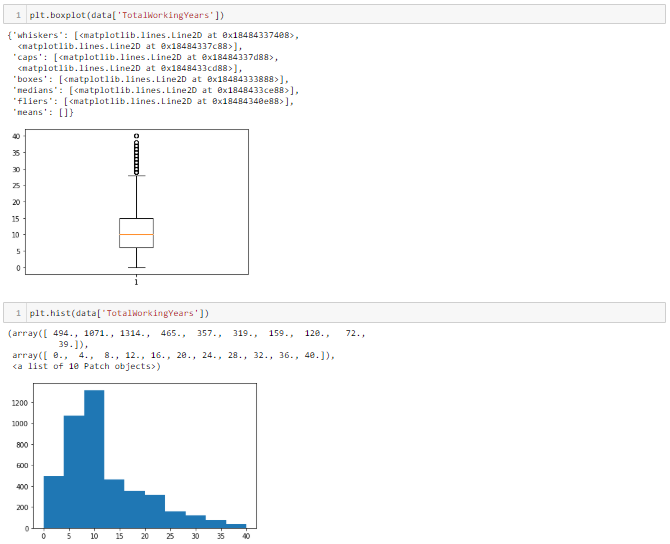 1 plt.boxplot(data['TotalWorkingYears'])
{'whiskers': [<matplotlib.lines.Line2D at 0x18484337408>,
<matplotlib.lines.Line2D at 0x18484337c88>],
'caps': [<matplotlib.lines.Line2D at 0x18484337d88>,
<matplotlib.lines.Line2D at 0x1848433cd88>],
'boxes': [<matplotlib.lines.Line2D at 0x18484333888>],
'medians': [<matplotlib.lines.Line2D at 0x1848433ce88>],
'fliers': [<matplotlib.lines.Line2D at 0x18484340e88>],
'means': []}
40
35
30
25
20
15
10
5
0
1
1 plt.hist(data['TotalWorkingYears'])
(array([ 494., 1071., 1314., 465., 357., 319., 159., 120., 72.,
39.]),
array([ 0., 4., 8., 12., 16., 20., 24., 28., 32., 36., 40.]),
<a list of 10 Patch objects>)
1200
1000
800
600
400
200
0
0 5 10 15 20 25 30 35 40